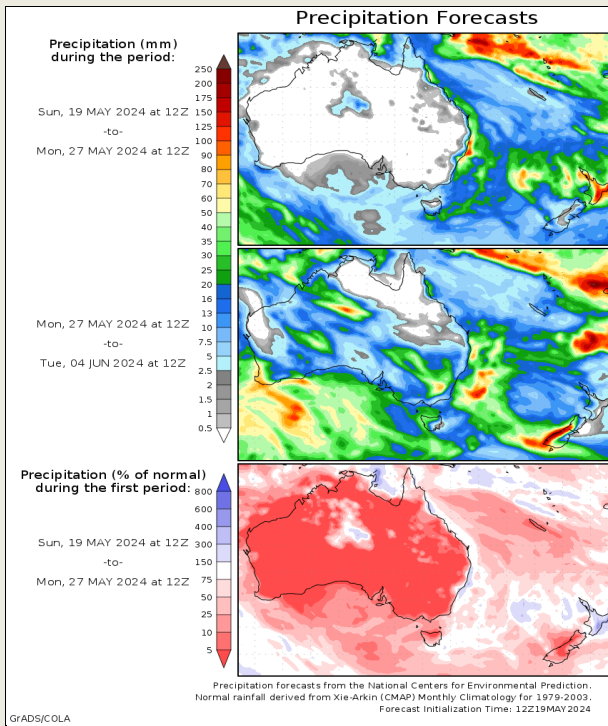 Precipitation Forecasts
Precipitation (mm)
during the period:
Sun, 19 MAY 2024 at 12Z
-to-
Mon, 27 MAY 2024 at 12Z
250
200
175
150
125
100
90
80
70
60
50
40
35
30
25
20
16
13
10
7.5
5
2.5
2
1.5
1
0.5
Mon, 27 MAY 2024 at 12Z
-to-
Tue, 04 JUN 2024 at 12Z
Precipitation (% of normal)
during the first period:
Sun, 19 MAY 2024 at 12Z
-to-
Mon, 27 MAY 2024 at 12Z
800
600
400
300
150
75
50
25
10
5
Precipitation forecasts from the National Centers for Environmental Prediction.
Normal rainfall derived from Xie-Arkin (CMAP) Monthly Climatology for 1979-2003.
Forecast Initialization Time: 12Z19MAY2024
GrADS/COLA